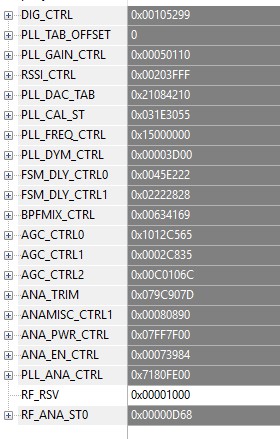 DIG_CTRL 0x00105299
PLL_TAB_OFFSET 0
PLL_GAIN_CTRL 0x00050110
RSSI_CTRL 0x00203FFF
PLL_DAC_TAB 0x21084210
PLL_CAL_ST 0x031E3055
PLL_FREQ_CTRL 0x15000000
PLL_DYM_CTRL 0x00003D00
FSM_DLY_CTRL0 0x0045E222
FSM_DLY_CTRL1 0x02222828
BPFMIX_CTRL 0x00634169
AGC_CTRL0 0x1012C565
AGC_CTRL1 0x0002C835
AGC_CTRL2 0x00C0106C
ANA_TRIM 0x079C907D
ANAMISC_CTRL1 0x00080890
ANA_PWR_CTRL 0x07FF7F00
ANA_EN_CTRL 0x00073984
PLL_ANA_CTRL 0x7180FE00
RF_RSV 0x00001000
RF_ANA_ST0 0x00000D68